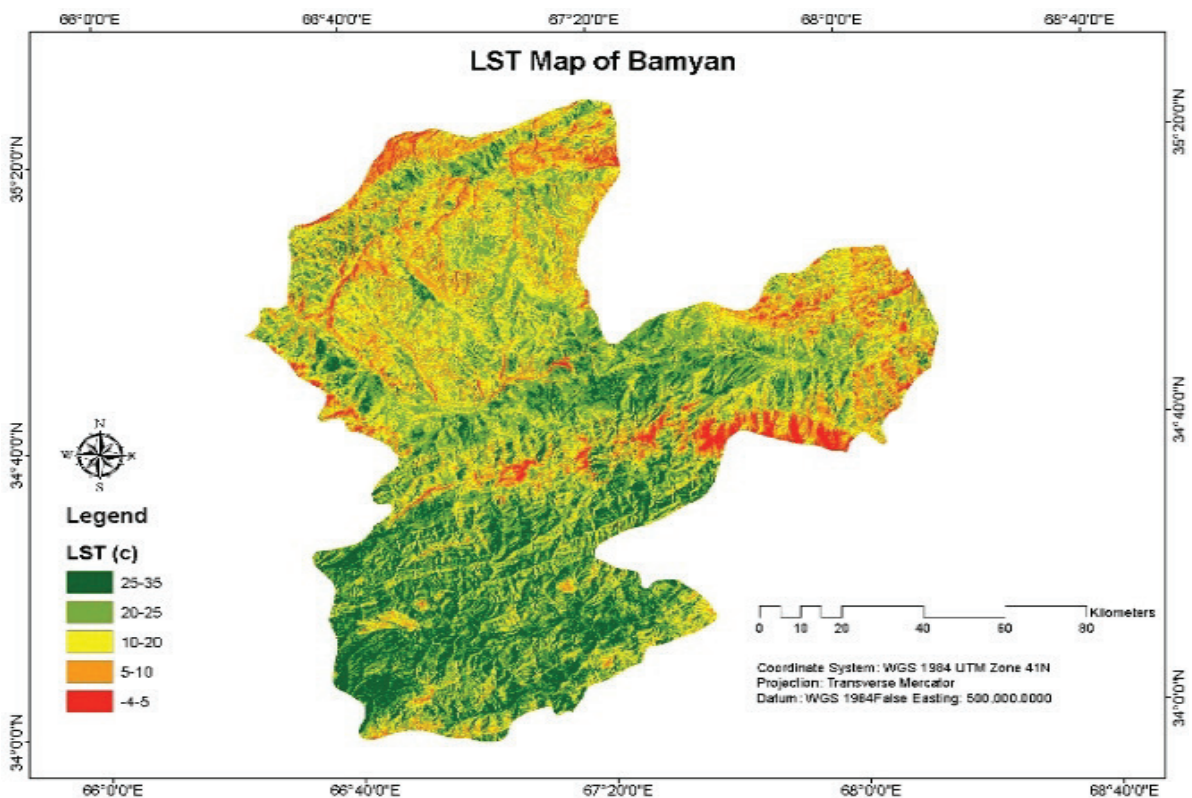 66°0'0"E 66°40'0"E 67°20'0"E 68°0'0"E 68°40'0"E
LST Map of Bamyan
35°20'0"N
35°20'0"N
34°40'0"N
34°40'0"N
N
W E
S
Legend
LST (c)
25-35
20-25
10-20
5-10
-4-5
Kilometers
0 10 20 40 60 80
Coordinate System: WGS 1984 UTM Zone 41N
Projection: Transverse Mercator
Datum: WGS 1984False Easting: 500,000.0000
34°0'0"N
34°0'0"N
66°0'0"E 66°40'0"E 67°20'0"E 68°0'0"E 68°40'0"E